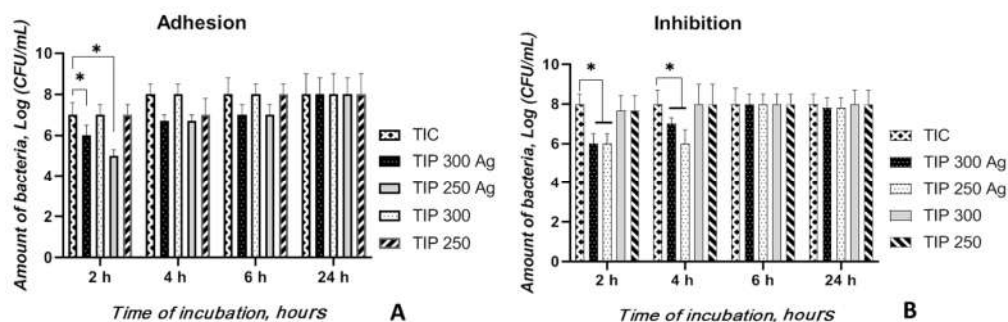 Adhesion
Amount of bacteria, Log (CFU/mL)
10
8
6
4
2
0
*
*
2 h
4 h
6 h
24 h
Time of incubation, hours
A
TIC
TIP 300 Ag
TIP 250 Ag
TIP 300
TIP 250
Inhibition
Amount of bacteria, Log (CFU/mL)
10
8
6
4
2
0
*
*
2 h
4 h
6 h
24 h
Time of incubation, hours
B
TIC
TIP 300 Ag
TIP 250 Ag
TIP 300
TIP 250